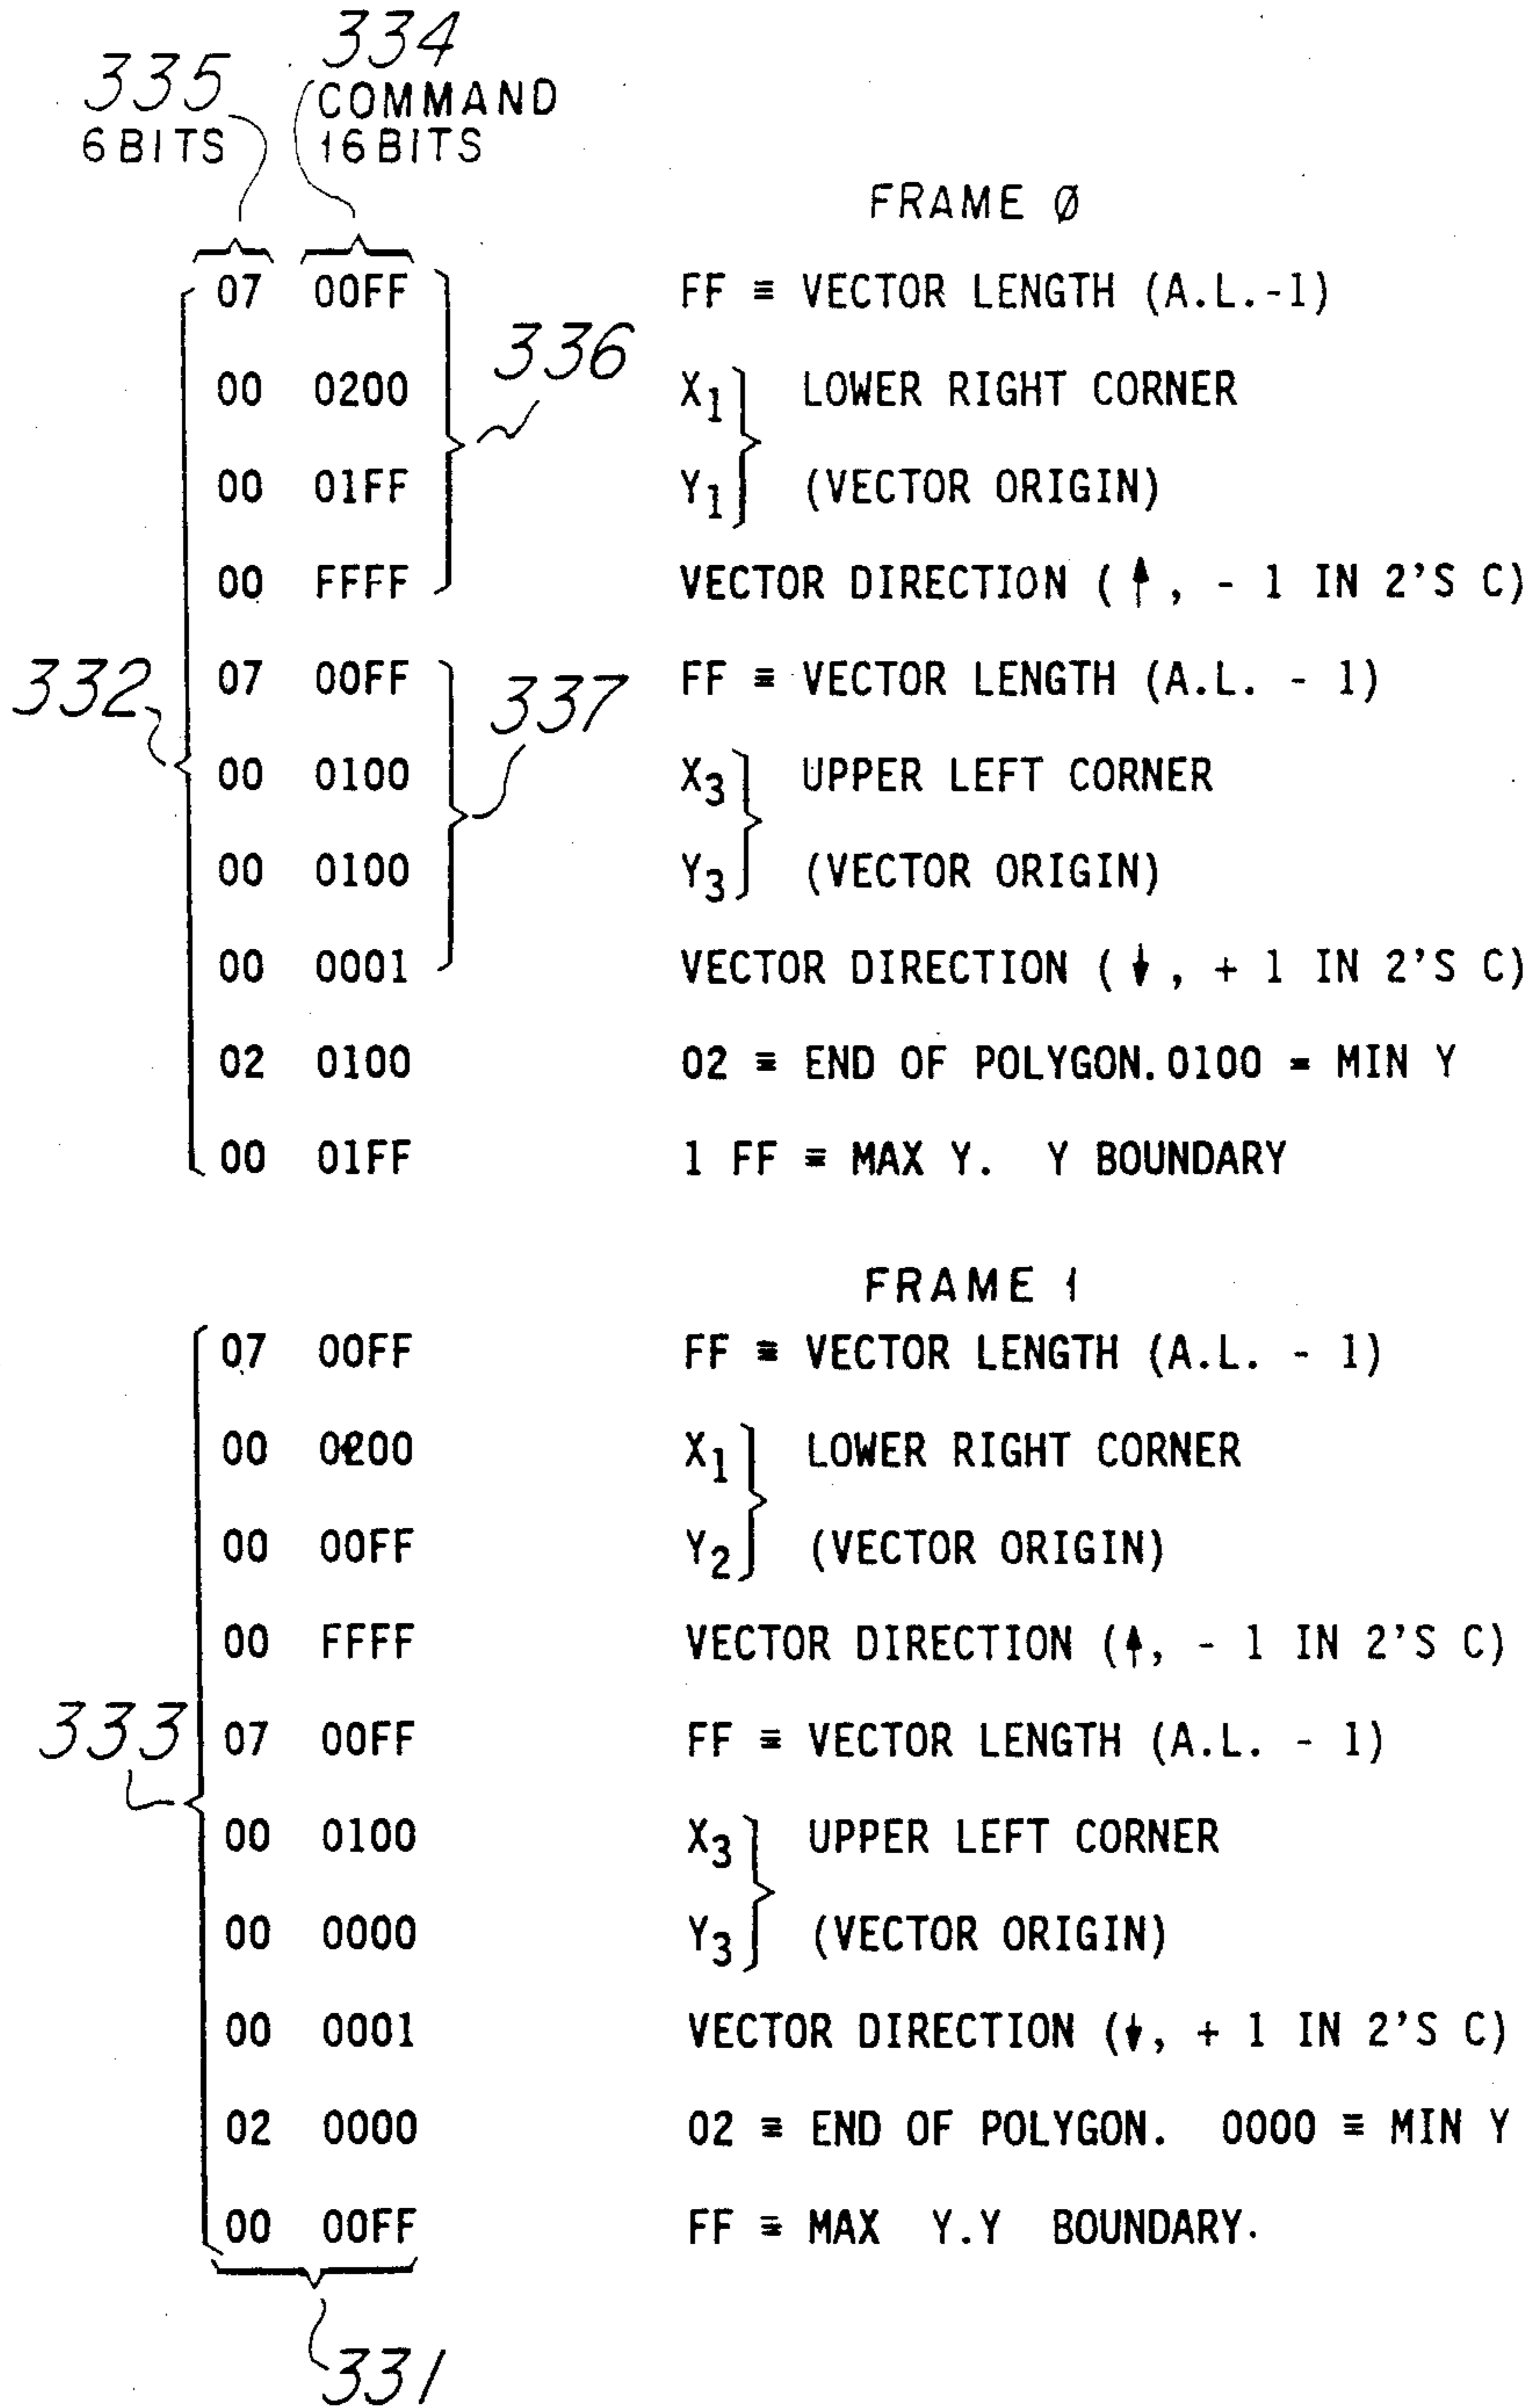 335 334
6 BITS COMMAND
16 BITS
FRAME Ø
07 00FF FF ≡ VECTOR LENGTH (A.L.-1)
336
00 0200 X1 LOWER RIGHT CORNER
00 01FF Y1 (VECTOR ORIGIN)
00 FFFF VECTOR DIRECTION (↑, - 1 IN 2'S C)
332 07 00FF FF ≡ VECTOR LENGTH (A.L. - 1)
337
00 0100 X3 UPPER LEFT CORNER
00 0100 Y3 (VECTOR ORIGIN)
00 0001 VECTOR DIRECTION (↓, + 1 IN 2'S C)
02 0100 02 ≡ END OF POLYGON. 0100 = MIN Y
00 01FF 1 FF ≡ MAX Y. Y BOUNDARY
FRAME 1
07 00FF FF ≡ VECTOR LENGTH (A.L. - 1)
00 0200 X1 LOWER RIGHT CORNER
00 00FF Y2 (VECTOR ORIGIN)
00 FFFF VECTOR DIRECTION (↑, - 1 IN 2'S C)
333 07 00FF FF ≡ VECTOR LENGTH (A.L. - 1)
00 0100 X3 UPPER LEFT CORNER
00 0000 Y3 (VECTOR ORIGIN)
00 0001 VECTOR DIRECTION (↓, + 1 IN 2'S C)
02 0000 02 ≡ END OF POLYGON. 0000 ≡ MIN Y
00 00FF FF ≡ MAX Y.Y BOUNDARY.
331